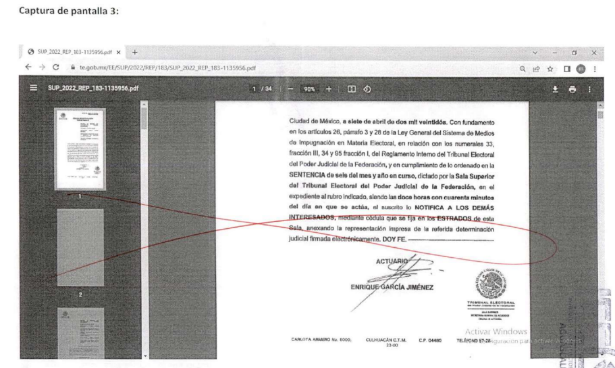 Captura de pantalla 3:
SUP_2022_REP_183-1135956.pdf
te.gob.mx/EE/SUP/2022/REP/183/SUP_2022_REP_183-1135956.pdf
SUP_2022_REP_183-1135956.pdf
1 / 34
90%
Ciudad de México, a siete de abril de dos mil veintidós. Con fundamento
en los artículos 26, párrafo 3 y 28 de la Ley General del Sistema de Medios
de Impugnación en Materia Electoral, en relación con los numerales 33,
fracción III, 34 y 95 fracción I, del Reglamento Interno del Tribunal Electoral
del Poder Judicial de la Federación, y en cumplimiento de lo ordenado en la
SENTENCIA de seis del mes y año en curso, dictado por la Sala Superior
del Tribunal Electoral del Poder Judicial de la Federación, en el
expediente al rubro indicado, siendo las doce horas con cuarenta minutos
del día en que se actúa, el suscrito lo NOTIFICA A LOS DEMÁS
INTERESADOS, mediante cédula que se fija en los ESTRADOS de esta
Sala, anexando la representación impresa de la referida determinación
judicial firmada electrónicamente. DOY FE.
ACTUARIO
ENRIQUE GARCÍA JIMÉNEZ
TRIBUNAL ELECTORAL
1
2
CARLOTA ARMERO No. 5000,
CULHUACÁN C.T.M.
C.P. 04480
TELÉFONO 57-28
Activar Windows